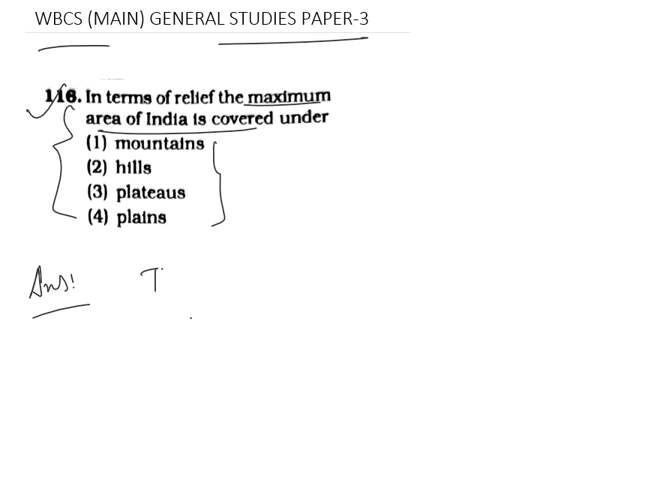 WBCS (MAIN) GENERAL STUDIES PAPER-3
116. In terms of relief the maximum
area of India is covered under
(1) mountains
(2) hills
(3) plateaus
(4) plains
Ans: T